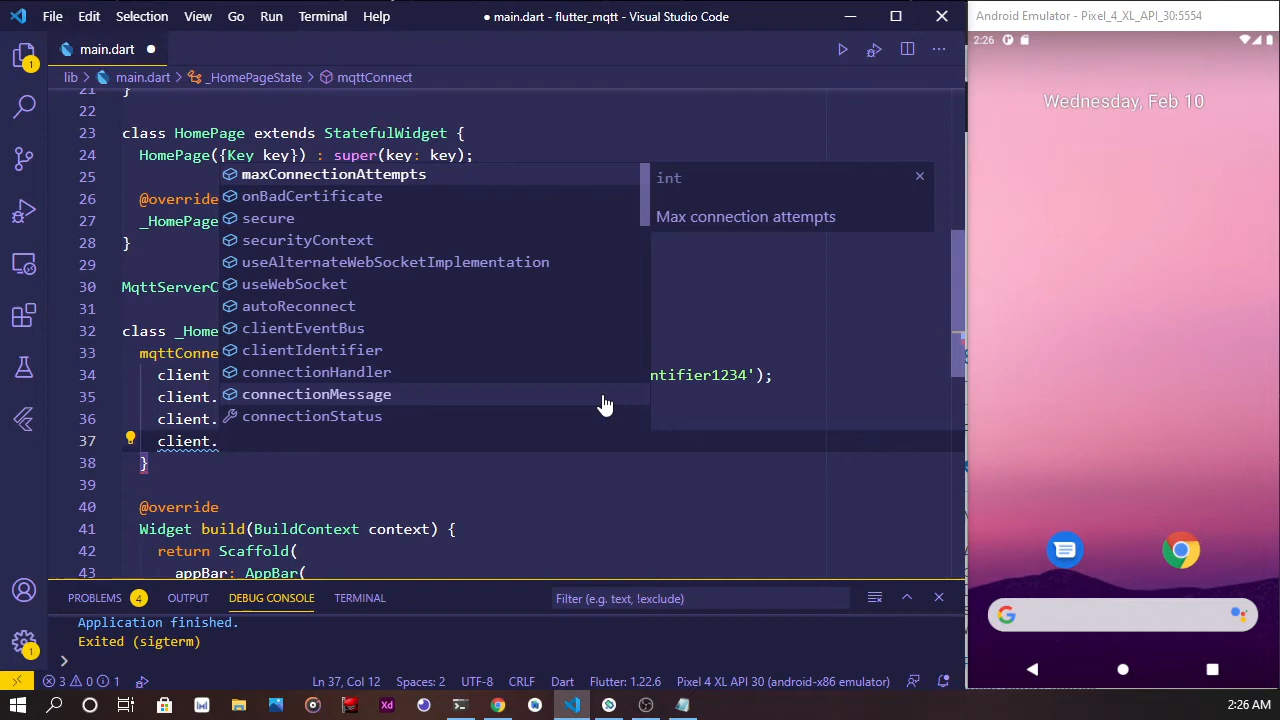 File Edit Selection View Go Run Terminal Help
● main.dart - flutter_mqtt - Visual Studio Code
Android Emulator - Pixel_4_XL_API_30:5554
2:26
main.dart ●
lib > main.dart > _HomePageState > mqttConnect
Wednesday, Feb 10
21 }
22
23 class HomePage extends StatefulWidget {
24 HomePage({Key key}) : super(key: key);
25
26 @override
27 _HomePage
28 }
29
30 MqttServerC
31
32 class _Home
33 mqttConne
34 client ntifier1234');
35 client.
36 client.
37 client.
38 }
39
40 @override
41 Widget build(BuildContext context) {
42 return Scaffold(
43 appBar: AppBar(
maxConnectionAttempts
onBadCertificate
secure
securityContext
useAlternateWebSocketImplementation
useWebSocket
autoReconnect
clientEventBus
clientIdentifier
connectionHandler
connectionMessage
connectionStatus
int
Max connection attempts
PROBLEMS 4 OUTPUT DEBUG CONSOLE TERMINAL
Filter (e.g. text, !exclude)
Application finished.
Exited (sigterm)
1
1
3 0 1
Ln 37, Col 12 Spaces: 2 UTF-8 CRLF Dart Flutter: 1.22.6 Pixel 4 XL API 30 (android-x86 emulator)
Xd
2:26 AM